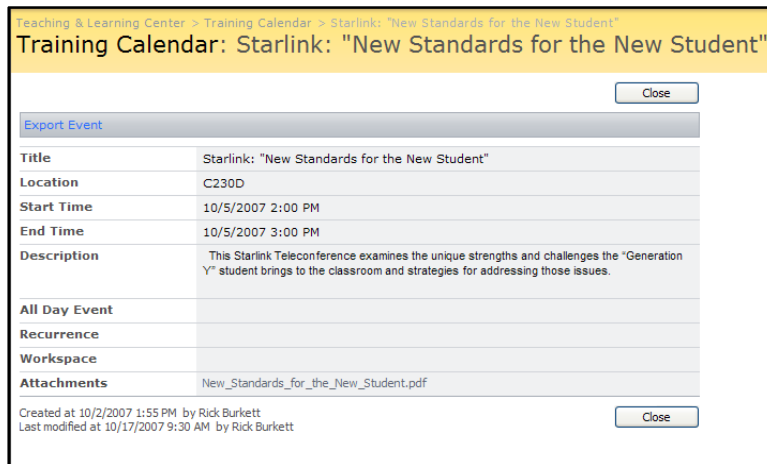 Teaching & Learning Center > Training Calendar > Starlink: "New Standards for the New Student"
Training Calendar: Starlink: "New Standards for the New Student"
Close
Export Event
Title Starlink: "New Standards for the New Student"
Location C230D
Start Time 10/5/2007 2:00 PM
End Time 10/5/2007 3:00 PM
Description This Starlink Teleconference examines the unique strengths and challenges the “Generation
Y” student brings to the classroom and strategies for addressing those issues.
All Day Event
Recurrence
Workspace
Attachments New_Standards_for_the_New_Student.pdf
Created at 10/2/2007 1:55 PM by Rick Burkett
Close
Last modified at 10/17/2007 9:30 AM by Rick Burkett